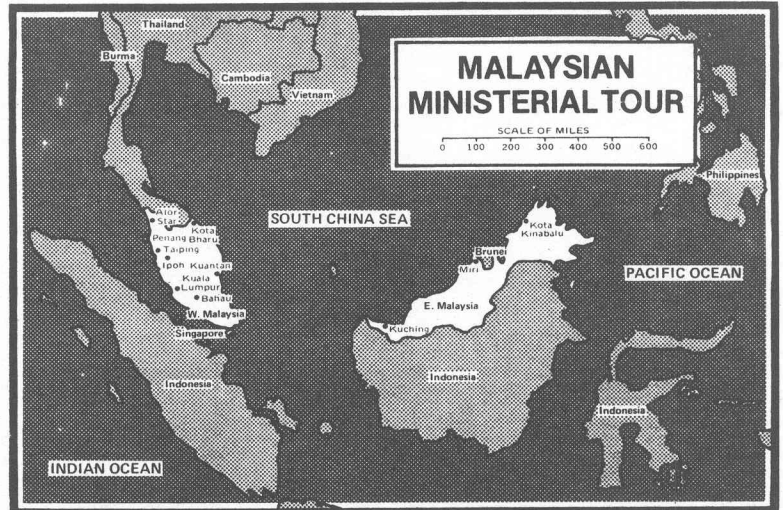 MALAYSIAN
MINISTERIAL TOUR
SCALE OF MILES
0 100 200 300 400 500 600
Thailand
Burma
Cambodia
Vietnam
Philippines
SOUTH CHINA SEA
PACIFIC OCEAN
INDIAN OCEAN
Alor
Star
Kota
Bharu
Penang
Taiping
Ipoh
Kuantan
Kuala
Lumpur
Bahau
W. Malaysia
Singapore
Kota
Kinabalu
Brunei
Miri
E. Malaysia
Kuching
Indonesia
Indonesia
Indonesia